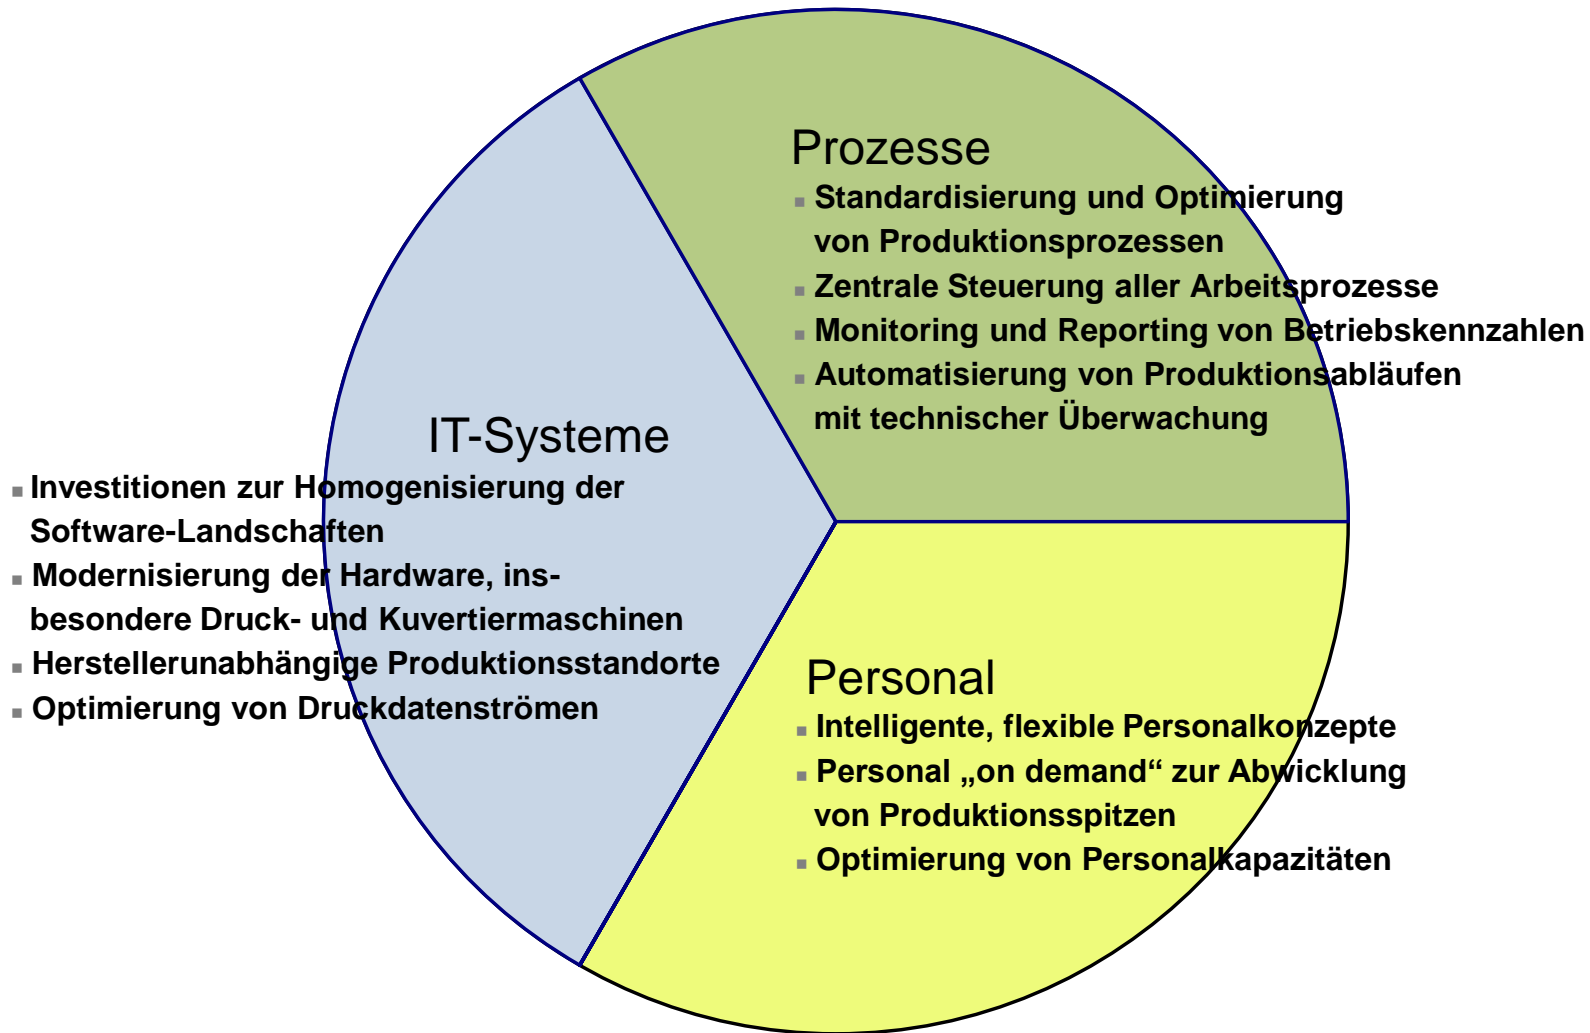 Prozesse
▪ Standardisierung und Optimierung
von Produktionsprozessen
▪ Zentrale Steuerung aller Arbeitsprozesse
▪ Monitoring und Reporting von Betriebskennzahlen
▪ Automatisierung von Produktionsabläufen
mit technischer Überwachung
IT-Systeme
▪ Investitionen zur Homogenisierung der
Software-Landschaften
▪ Modernisierung der Hardware, ins-
besondere Druck- und Kuvertiermaschinen
▪ Herstellerunabhängige Produktionsstandorte
▪ Optimierung von Druckdatenströmen
Personal
▪ Intelligente, flexible Personalkonzepte
▪ Personal „on demand“ zur Abwicklung
von Produktionsspitzen
▪ Optimierung von Personalkapazitäten